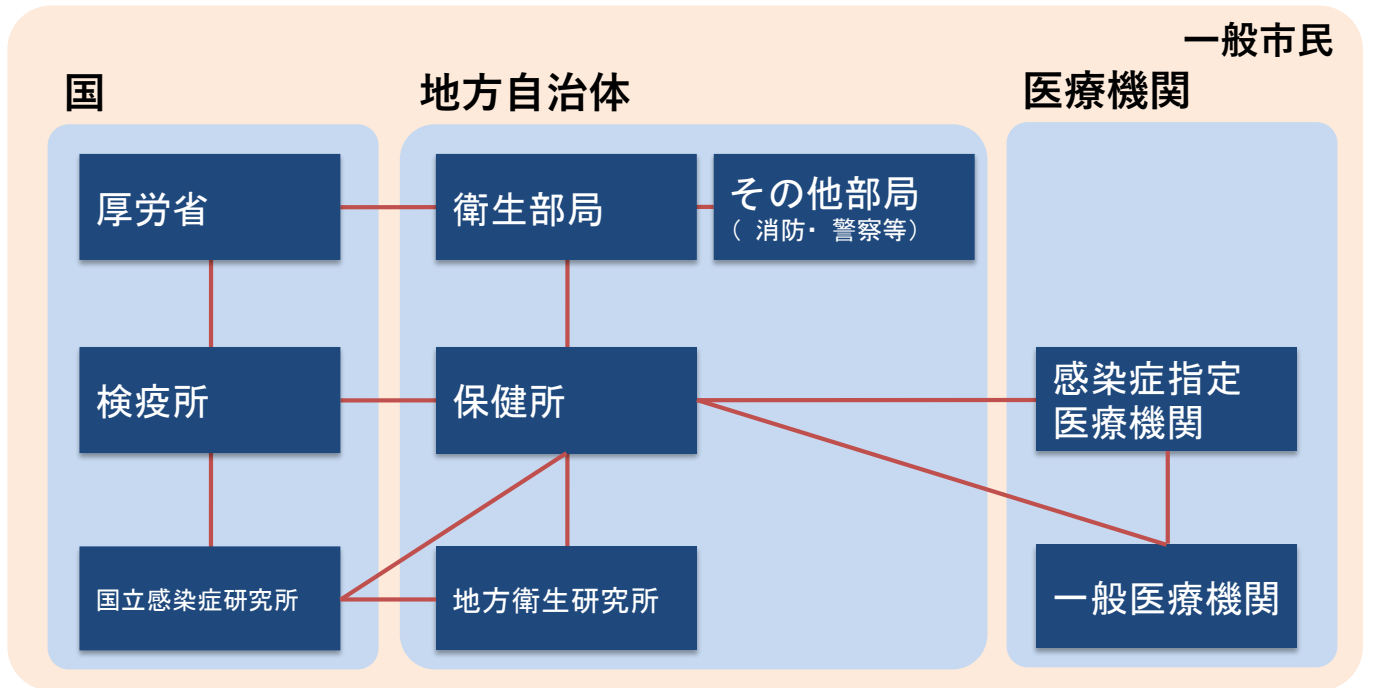 一般市民
国
地方自治体
医療機関
厚労省
衛生部局
その他部局
( 消防・ 警察等)
検疫所
保健所
感染症指定
医療機関
国立感染症研究所
地方衛生研究所
一般医療機関